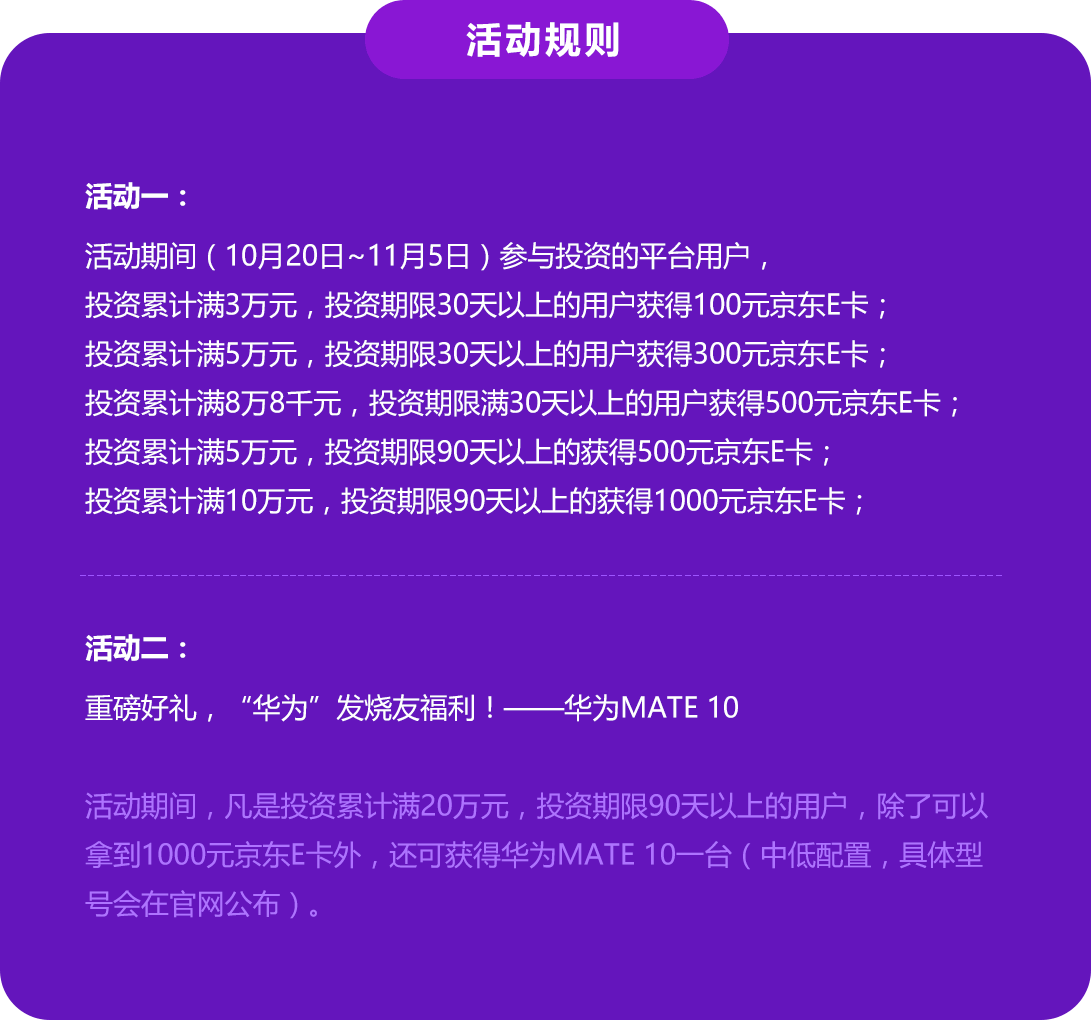 活动规则
活动一：
活动期间（10月20日~11月5日）参与投资的平台用户，
投资累计满3万元，投资期限30天以上的用户获得100元京东E卡；
投资累计满5万元，投资期限30天以上的用户获得300元京东E卡；
投资累计满8万8千元，投资期限满30天以上的用户获得500元京东E卡；
投资累计满5万元，投资期限90天以上的获得500元京东E卡；
投资累计满10万元，投资期限90天以上的获得1000元京东E卡；
活动二：
重磅好礼，“华为”发烧友福利！——华为MATE 10
活动期间，凡是投资累计满20万元，投资期限90天以上的用户，除了可以
拿到1000元京东E卡外，还可获得华为MATE 10一台（中低配置，具体型
号会在官网公布）。